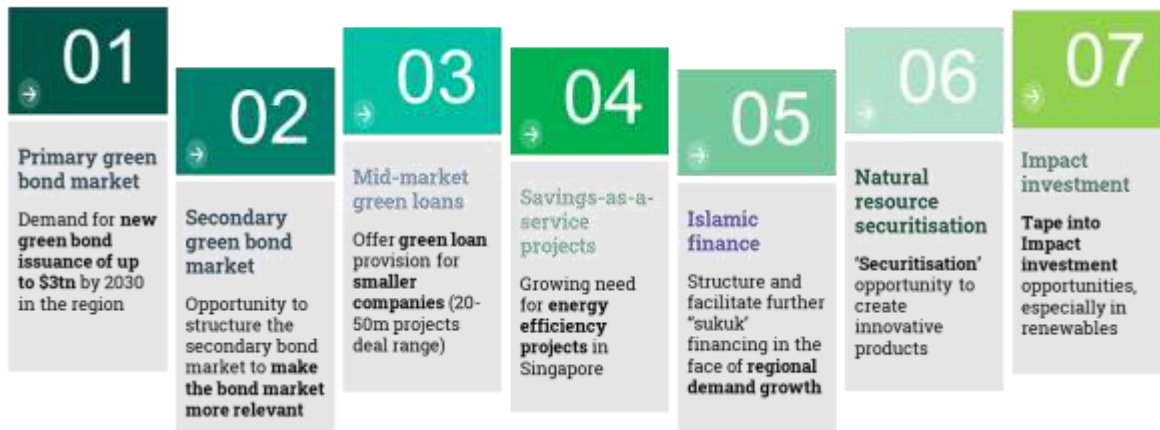 01
Primary green
bond market
Demand for new
green bond
issuance of up
to $3tn by 2030
in the region
02
Secondary
green bond
market
Opportunity to
structure the
secondary bond
market to make
the bond market
more relevant
03
Mid-market
green loans
Offer green loan
provision for
smaller
companies (20-
50m projects
deal range)
04
Savings-as-a-
service
projects
Growing need
for energy
efficiency
projects in
Singapore
05
Islamic
finance
Structure and
facilitate further
"sukuk'
financing in the
face of regional
demand growth
06
Natural
resource
securitisation
'Securitisation'
opportunity to
create
innovative
products
07
Impact
investment
Tape into
Impact
investment
opportunities,
especially in
renewables